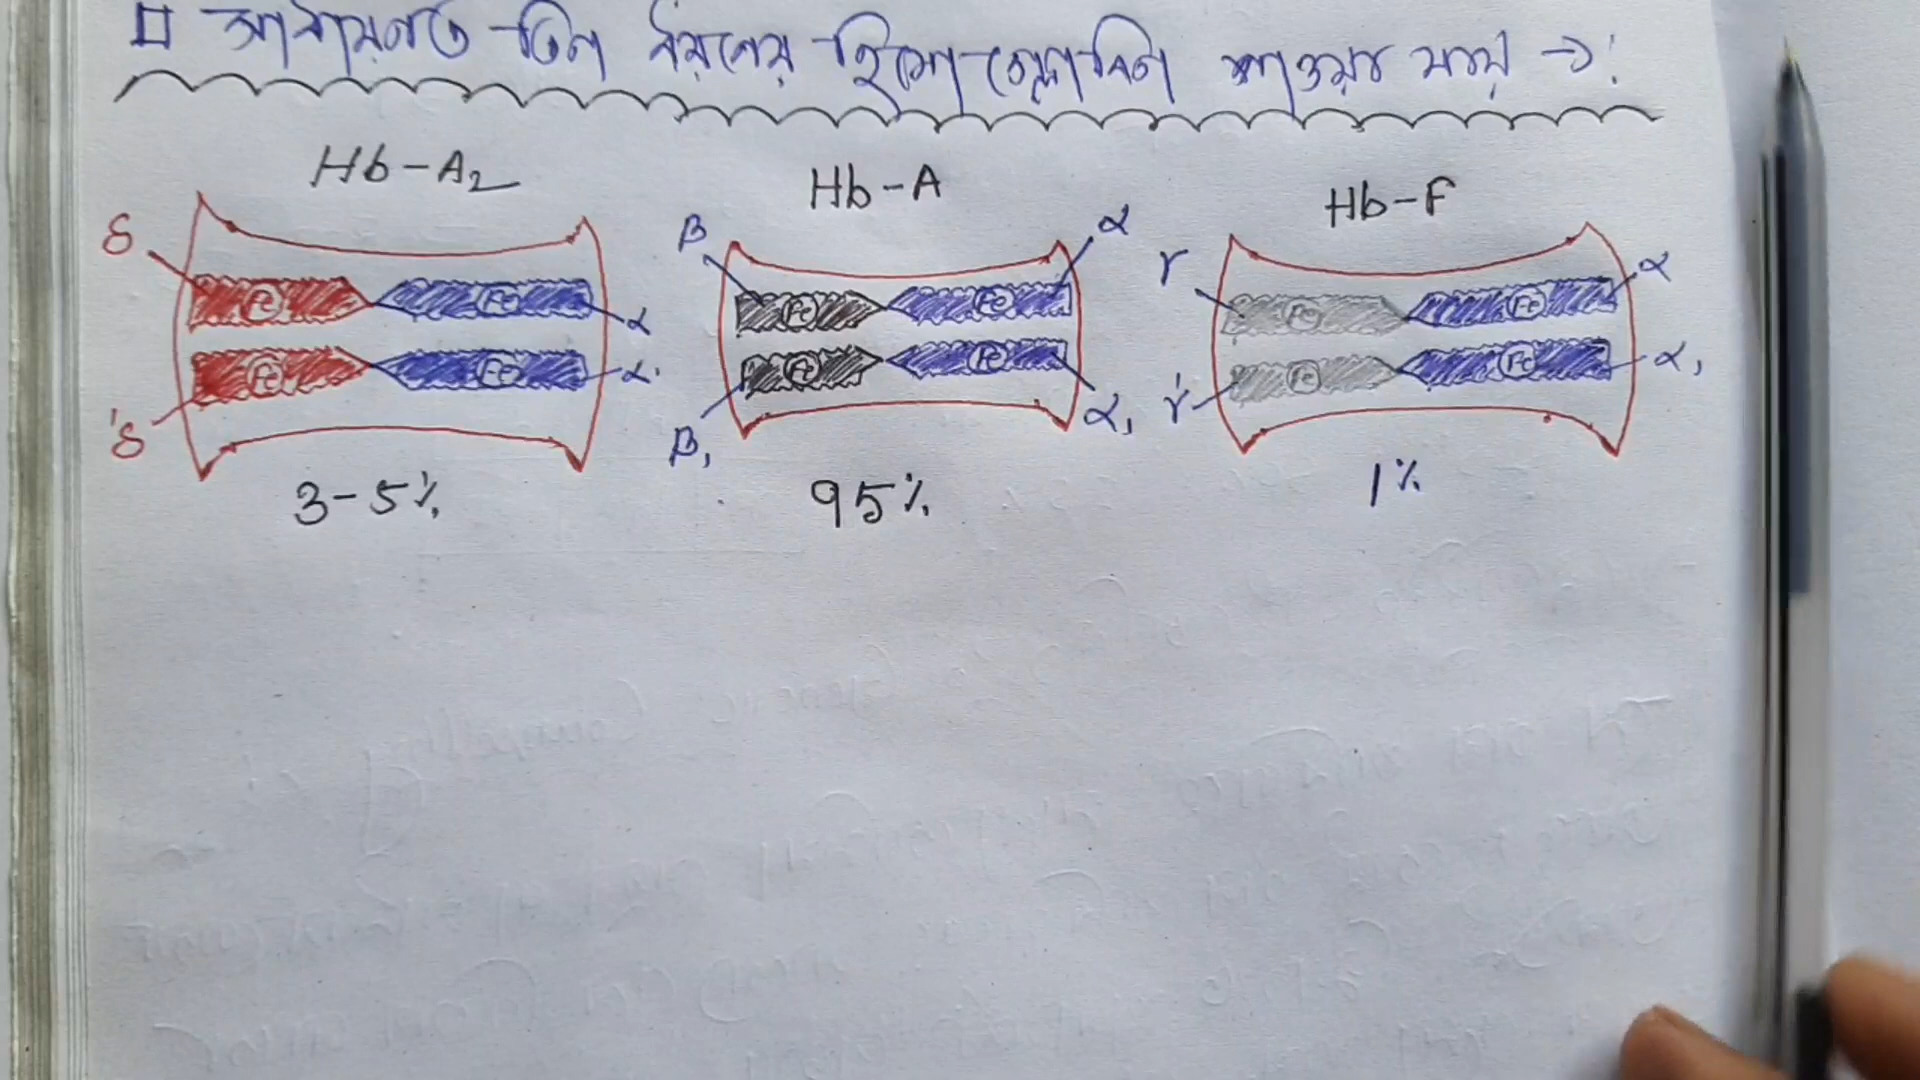 □ সাধারণত তিন ধরনের হিমোগ্লোবিন পাওয়া যায় →:
Hb-A₂ Hb-A Hb-F
δ β α γ α
Fe Fe Fe Fe Fe Fe
α
Fe Fe Fe Fe Fe Fe
α' α, γ' α,
'δ β,
3-5% 95% 1%